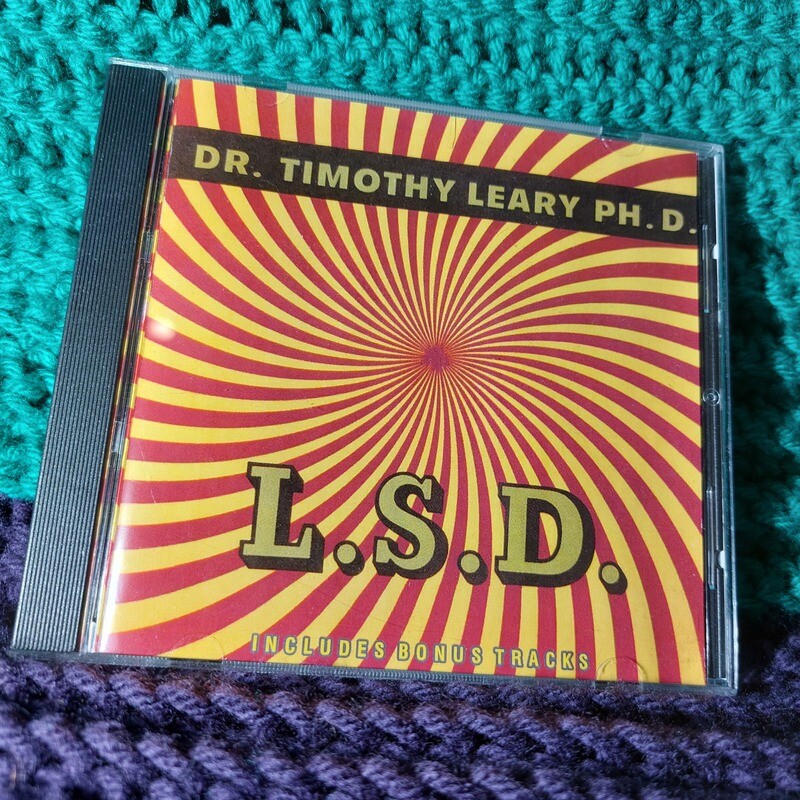 DR. TIMOTHY LEARY PH.D.
L.S.D.
INCLUDES BONUS TRACKS